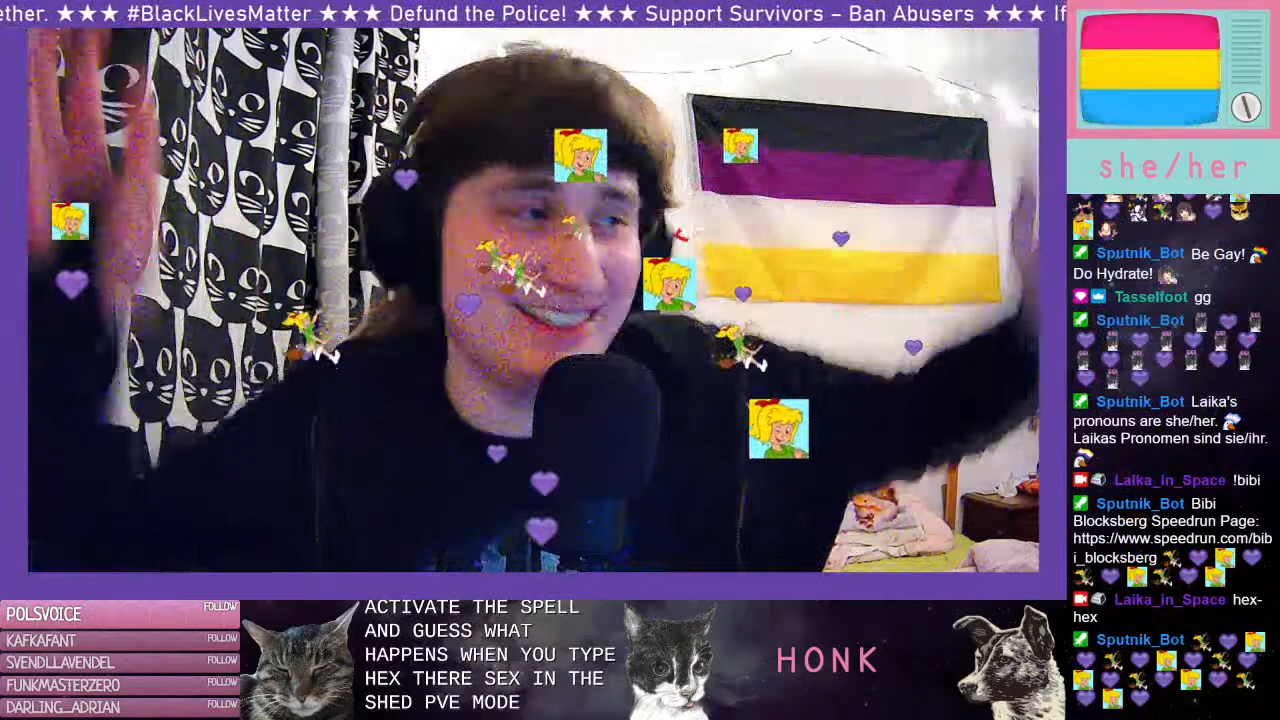 ether. ★★★ #BlackLivesMatter ★★★ Defund the Police! ★★★ Support Survivors – Ban Abusers ★★★ If
she/her
Sputnik_Bot Be Gay!
Do Hydrate!
Tasselfoot gg
Sputnik_Bot
Sputnik_Bot Laika's
pronouns are she/her.
Laikas Pronomen sind sie/ihr.
Laika_in_Space !bibi
Sputnik_Bot Bibi
Blocksberg Speedrun Page:
https://www.speedrun.com/bib
i_blocksberg
Laika_in_Space hex-
hex
Sputnik_Bot
POLSVOICE FOLLOW
KAFKAFANT FOLLOW
SVENDLLAVENDEL FOLLOW
FUNKMASTERZERO FOLLOW
DARLING_ADRIAN FOLLOW
ACTIVATE THE SPELL
AND GUESS WHAT
HAPPENS WHEN YOU TYPE
HEX THERE SEX IN THE
SHED PVE MODE
HONK